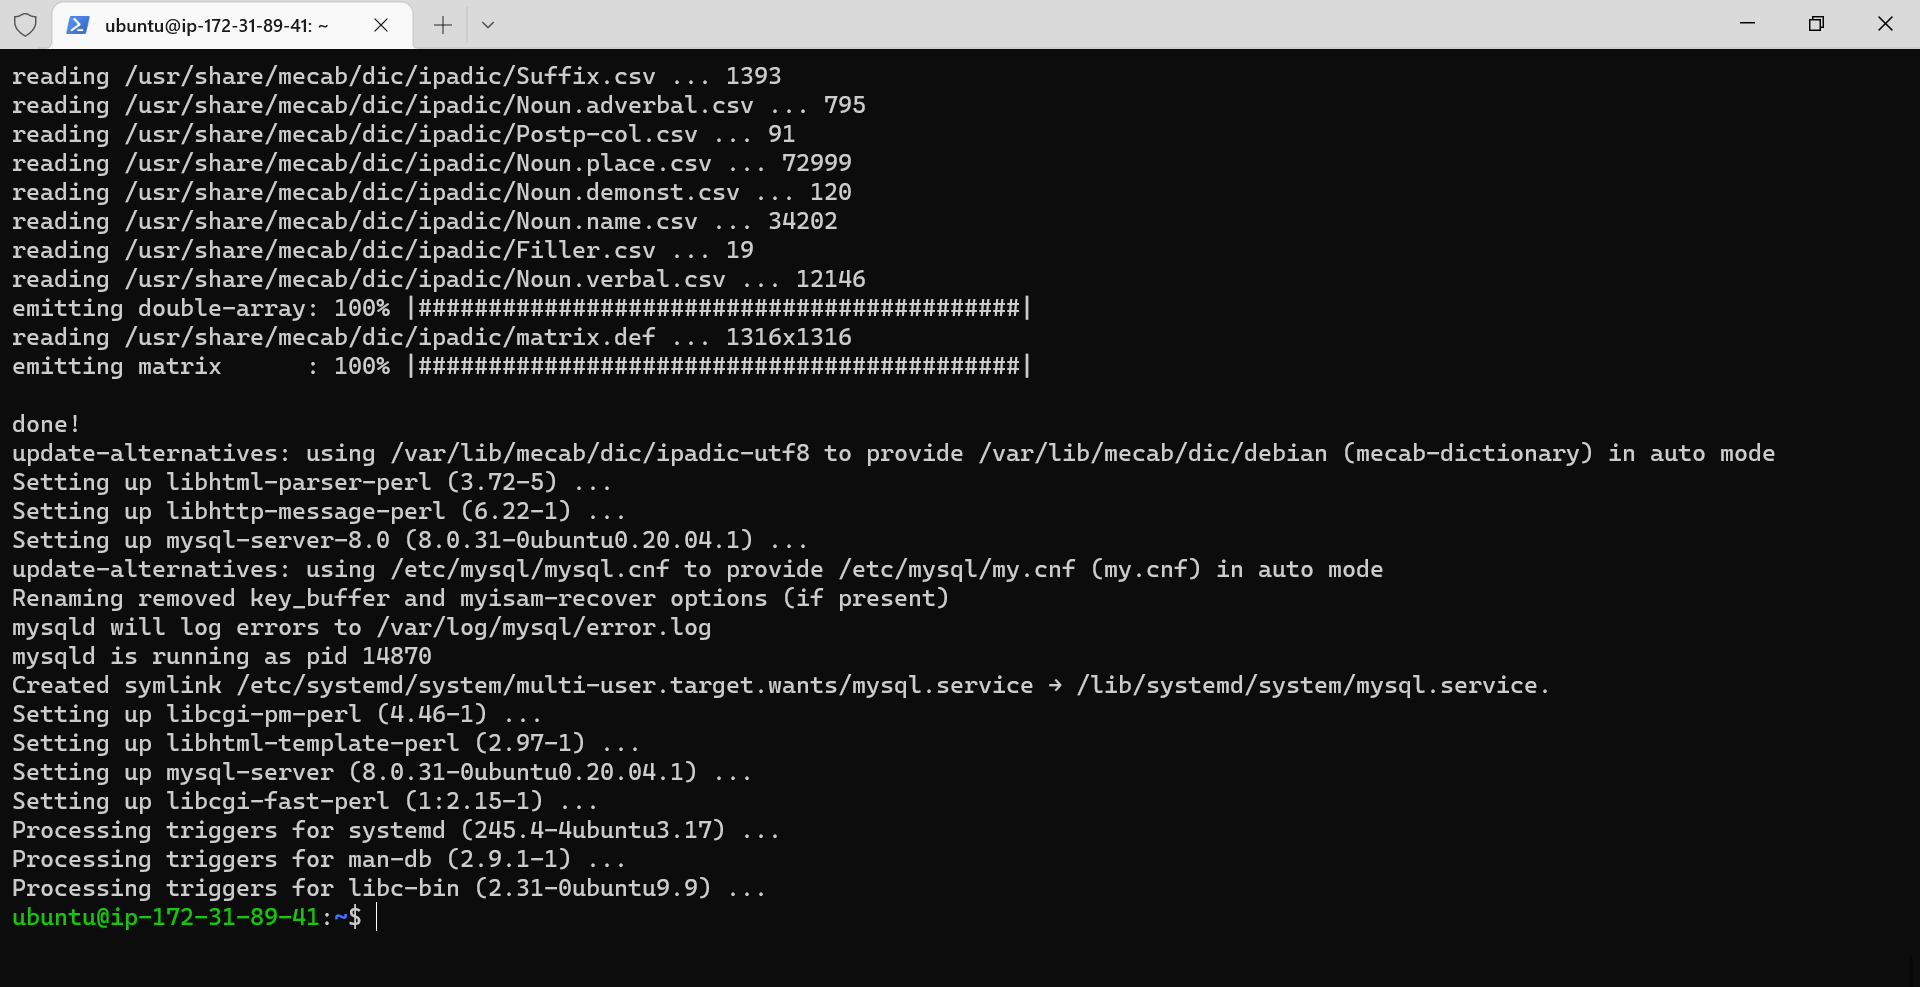 ubuntu@ip-172-31-89-41: ~
reading /usr/share/mecab/dic/ipadic/Suffix.csv ... 1393
reading /usr/share/mecab/dic/ipadic/Noun.adverbal.csv ... 795
reading /usr/share/mecab/dic/ipadic/Postp-col.csv ... 91
reading /usr/share/mecab/dic/ipadic/Noun.place.csv ... 72999
reading /usr/share/mecab/dic/ipadic/Noun.demonst.csv ... 120
reading /usr/share/mecab/dic/ipadic/Noun.name.csv ... 34202
reading /usr/share/mecab/dic/ipadic/Filler.csv ... 19
reading /usr/share/mecab/dic/ipadic/Noun.verbal.csv ... 12146
emitting double-array: 100% |###########################################|
reading /usr/share/mecab/dic/ipadic/matrix.def ... 1316x1316
emitting matrix      : 100% |###########################################|
done!
update-alternatives: using /var/lib/mecab/dic/ipadic-utf8 to provide /var/lib/mecab/dic/debian (mecab-dictionary) in auto mode
Setting up libhtml-parser-perl (3.72-5) ...
Setting up libhttp-message-perl (6.22-1) ...
Setting up mysql-server-8.0 (8.0.31-0ubuntu0.20.04.1) ...
update-alternatives: using /etc/mysql/mysql.cnf to provide /etc/mysql/my.cnf (my.cnf) in auto mode
Renaming removed key_buffer and myisam-recover options (if present)
mysqld will log errors to /var/log/mysql/error.log
mysqld is running as pid 14870
Created symlink /etc/systemd/system/multi-user.target.wants/mysql.service → /lib/systemd/system/mysql.service.
Setting up libcgi-pm-perl (4.46-1) ...
Setting up libhtml-template-perl (2.97-1) ...
Setting up mysql-server (8.0.31-0ubuntu0.20.04.1) ...
Setting up libcgi-fast-perl (1:2.15-1) ...
Processing triggers for systemd (245.4-4ubuntu3.17) ...
Processing triggers for man-db (2.9.1-1) ...
Processing triggers for libc-bin (2.31-0ubuntu9.9) ...
ubuntu@ip-172-31-89-41:~$